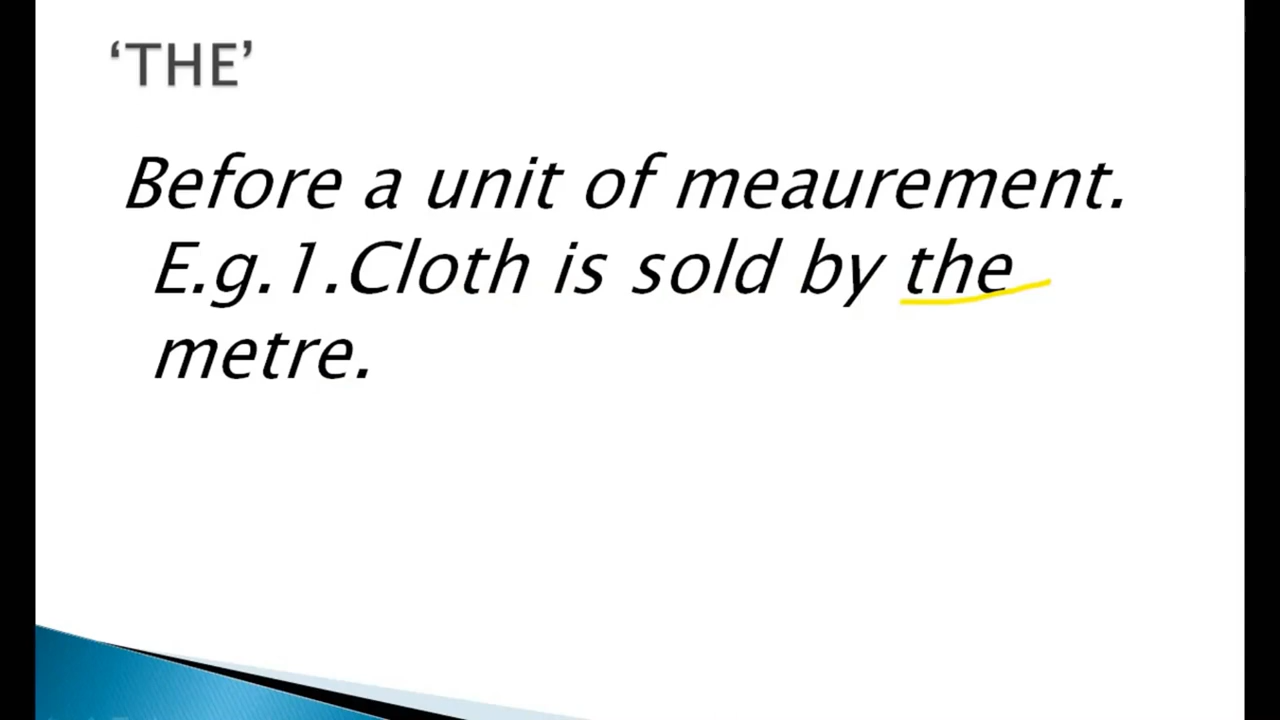 ‘THE’
Before a unit of meaurement.
E.g.1.Cloth is sold by the
metre.